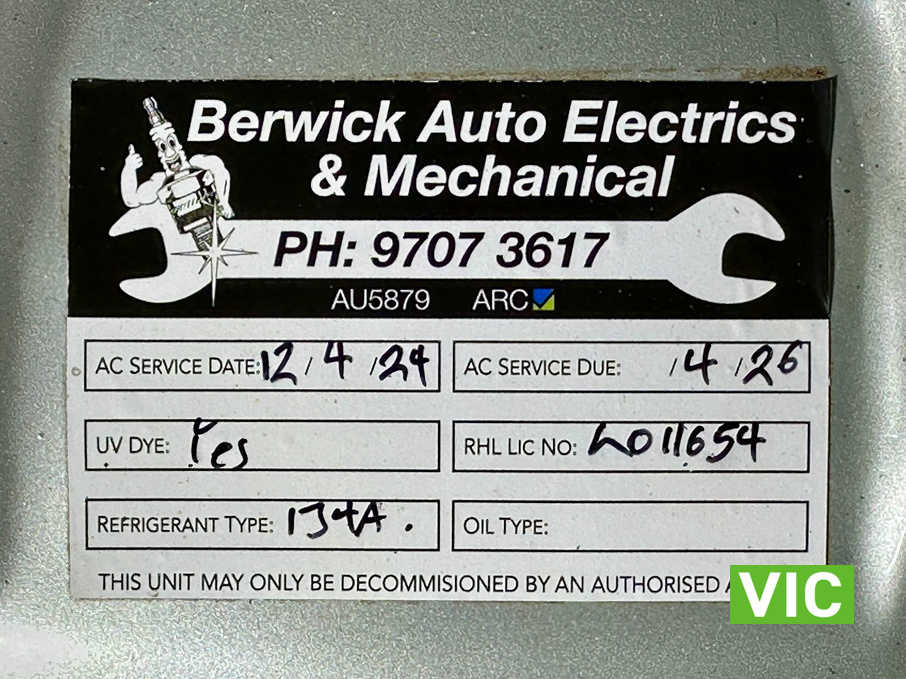 Berwick Auto Electrics
& Mechanical
PH: 9707 3617
AU5879 ARC
AC SERVICE DATE: 12 / 4 / 24 AC SERVICE DUE: / 4 / 26
UV DYE: Yes RHL LIC NO: L011654
REFRIGERANT TYPE: 134A. OIL TYPE:
THIS UNIT MAY ONLY BE DECOMMISIONED BY AN AUTHORISED
VIC